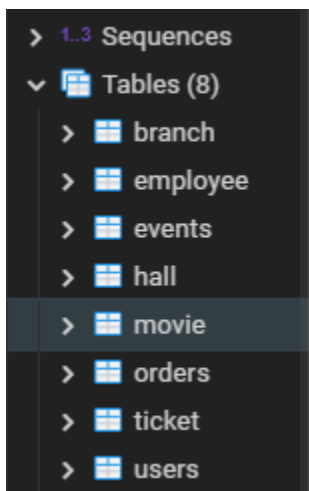 1..3 Sequences
Tables (8)
branch
employee
events
hall
movie
orders
ticket
users